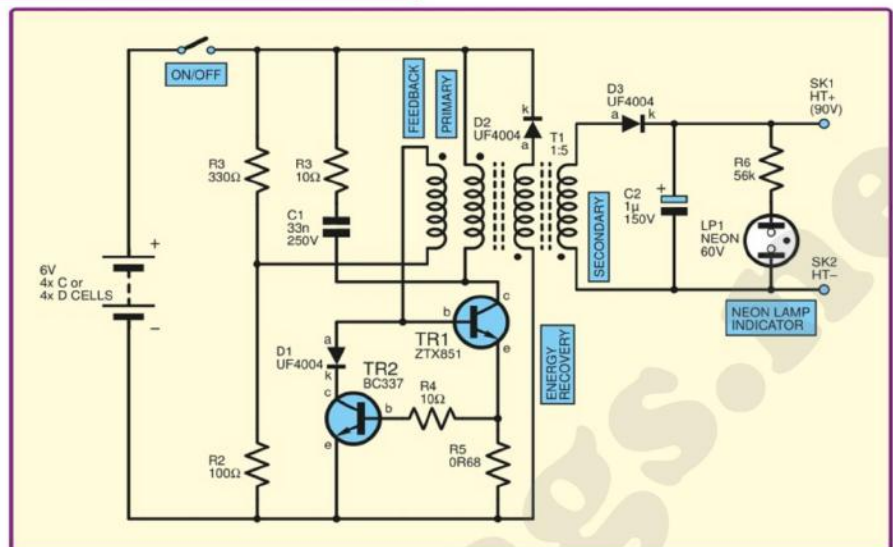 ON/OFF
R3
330Ω
R3
10Ω
C1
33n
250V
FEEDBACK
PRIMARY
D2
UF4004
k
a
T1
1:5
D3
UF4004
a
k
SK1
HT+
(90V)
R6
56k
C2
1µ
150V
+
LP1
NEON
60V
SECONDARY
SK2
HT–
NEON LAMP
INDICATOR
6V
4x C or
4x D CELLS
+
–
TR1
ZTX851
b
c
e
D1
UF4004
a
k
TR2
BC337
c
b
e
R4
10Ω
ENERGY
RECOVERY
R2
100Ω
R5
0R68